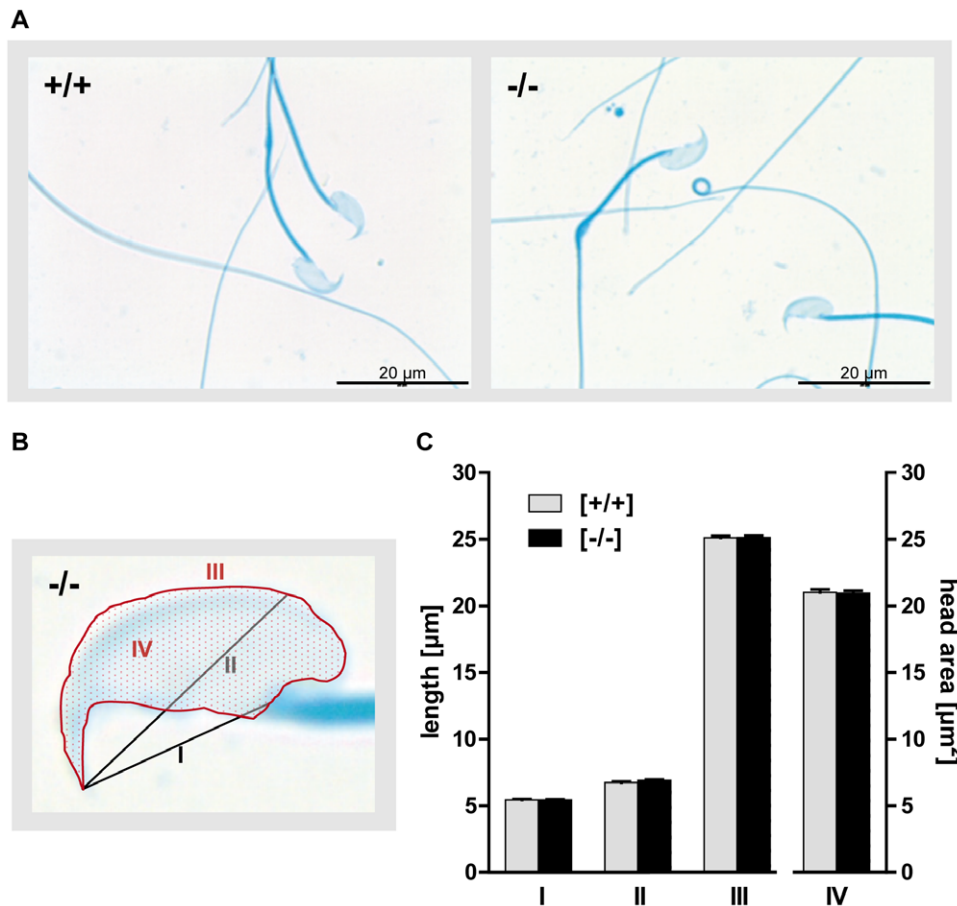 A
+/+
-/-
20 µm
20 µm
B
C
-/-
III
IV
II
I
30
25
20
15
10
5
0
length [µm]
[+/+]
[-/-]
30
25
20
15
10
5
0
head area [µm²]
I
II
III
IV